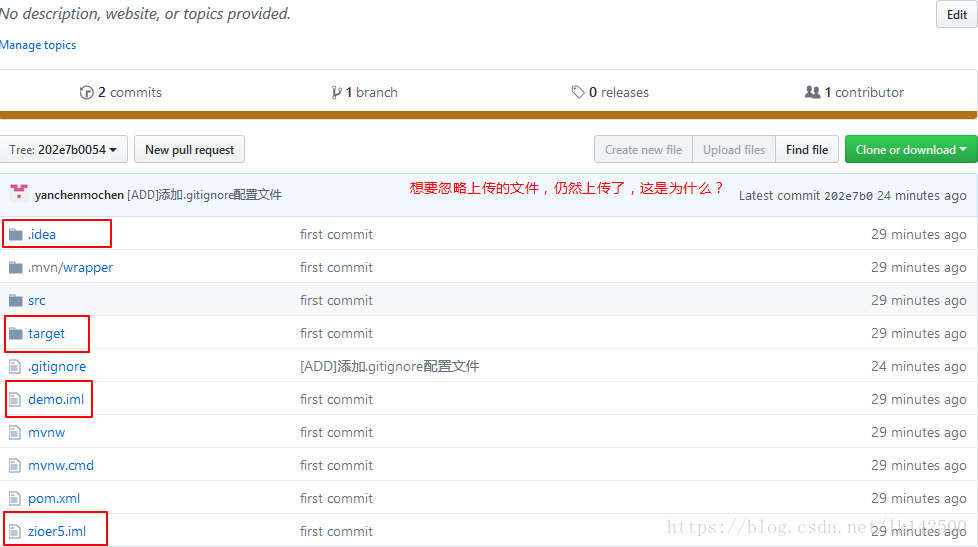 No description, website, or topics provided.
Edit
Manage topics
2 commits
1 branch
0 releases
1 contributor
Tree: 202e7b0054
New pull request
Create new file
Upload files
Find file
Clone or download
yanchenmochen [ADD]添加.gitignore配置文件
想要忽略上传的文件，仍然上传了，这是为什么？
Latest commit 202e7b0 24 minutes ago
.idea first commit 29 minutes ago
.mvn/wrapper first commit 29 minutes ago
src first commit 29 minutes ago
target first commit 29 minutes ago
.gitignore [ADD]添加.gitignore配置文件 24 minutes ago
demo.iml first commit 29 minutes ago
mvnw first commit 29 minutes ago
mvnw.cmd first commit 29 minutes ago
pom.xml first commit 29 minutes ago
zioer5.iml first commit 29 minutes ago
https://blog.csdn.net/lk142500